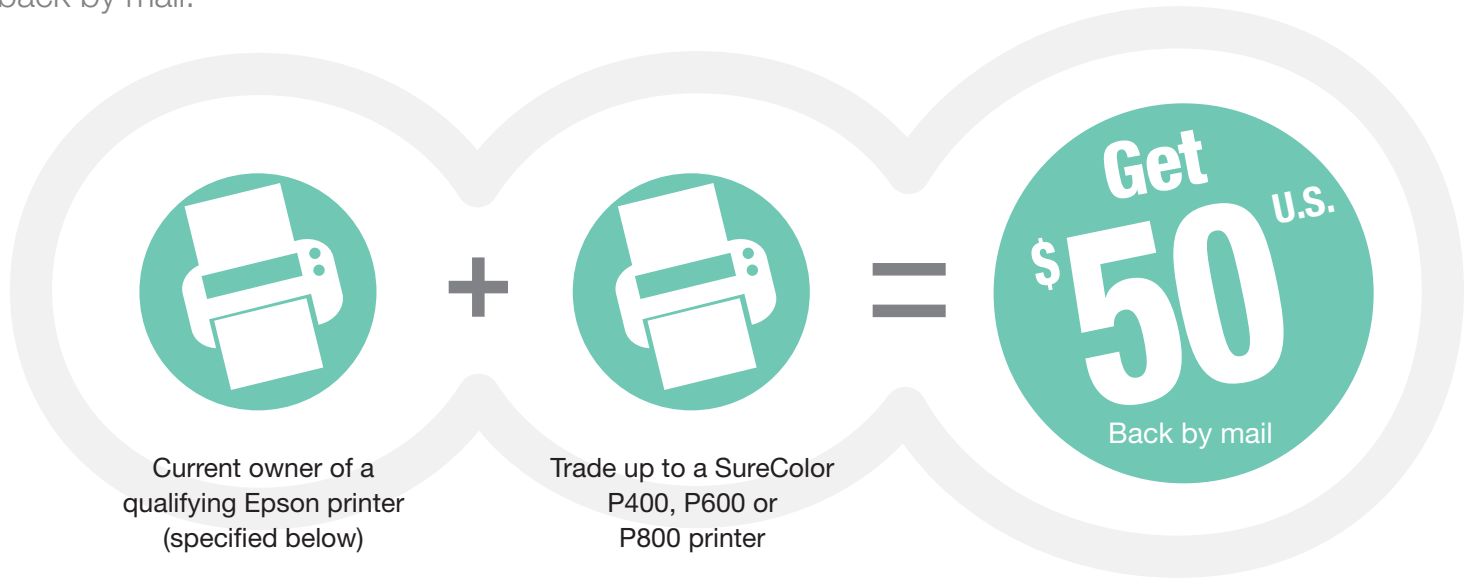 back by mail.
Get
$50 U.S.
Back by mail
+
=
Current owner of a
qualifying Epson printer
(specified below)
Trade up to a SureColor
P400, P600 or
P800 printer